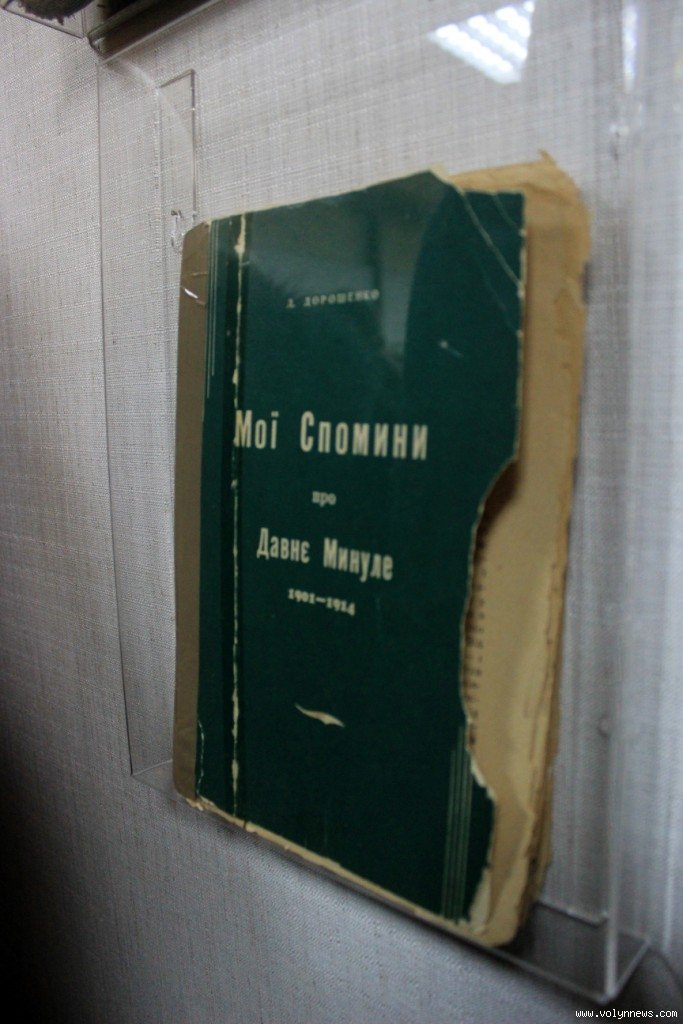 Д. ДОРОШЕНКО
Мої Спомини
про
Давнє Минуле
1901—1914
www.volynnews.com